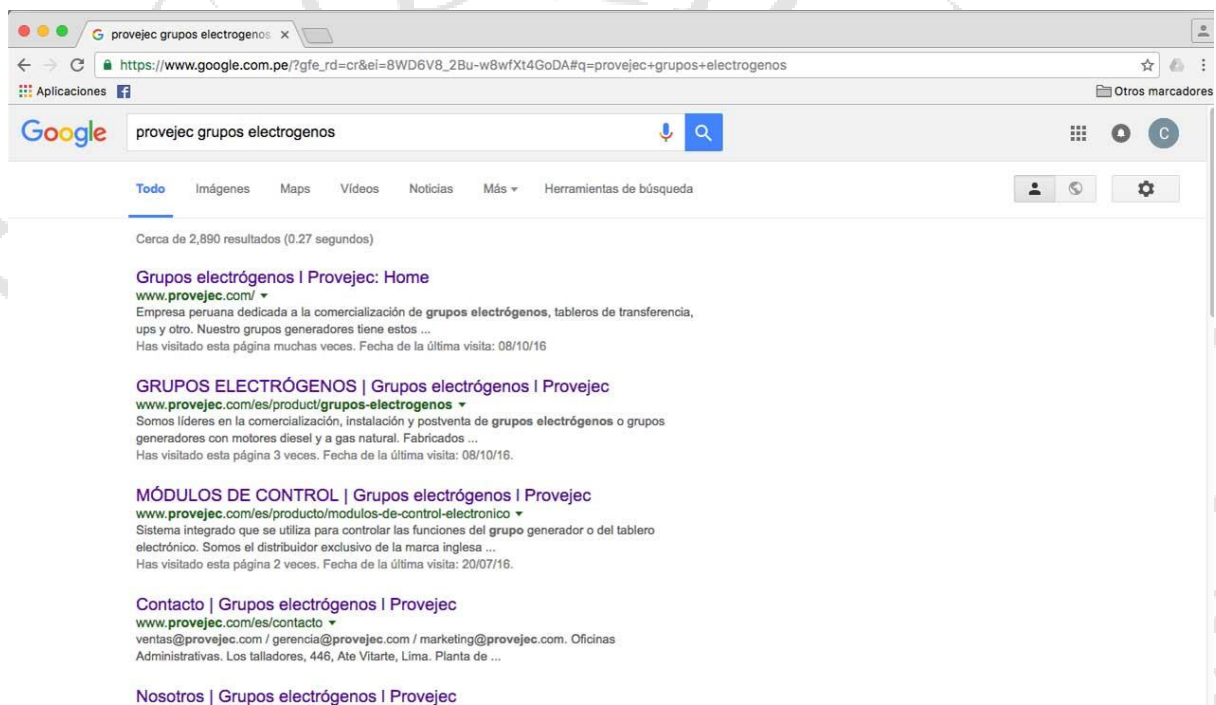 provejec grupos electrogenos
https://www.google.com.pe/?gfe_rd=cr&ei=8WD6V8_2Bu-w8wfXt4GoDA#q=provejec+grupos+electrogenos
Aplicaciones
Otros marcadores
Google
provejec grupos electrogenos
C
Todo Imágenes Maps Vídeos Noticias Más Herramientas de búsqueda
Cerca de 2,890 resultados (0.27 segundos)
Grupos electrógenos l Provejec: Home
www.provejec.com/
Empresa peruana dedicada a la comercialización de grupos electrógenos, tableros de transferencia,
ups y otro. Nuestro grupos generadores tiene estos ...
Has visitado esta página muchas veces. Fecha de la última visita: 08/10/16
GRUPOS ELECTRÓGENOS | Grupos electrógenos l Provejec
www.provejec.com/es/product/grupos-electrogenos
Somos líderes en la comercialización, instalación y postventa de grupos electrógenos o grupos
generadores con motores diesel y a gas natural. Fabricados ...
Has visitado esta página 3 veces. Fecha de la última visita: 08/10/16.
MÓDULOS DE CONTROL | Grupos electrógenos l Provejec
www.provejec.com/es/producto/modulos-de-control-electronico
Sistema integrado que se utiliza para controlar las funciones del grupo generador o del tablero
electrónico. Somos el distribuidor exclusivo de la marca inglesa ...
Has visitado esta página 2 veces. Fecha de la última visita: 20/07/16.
Contacto | Grupos electrógenos l Provejec
www.provejec.com/es/contacto
ventas@provejec.com / gerencia@provejec.com / marketing@provejec.com. Oficinas
Administrativas. Los talladores, 446, Ate Vitarte, Lima. Planta de ...
Nosotros | Grupos electrógenos l Provejec